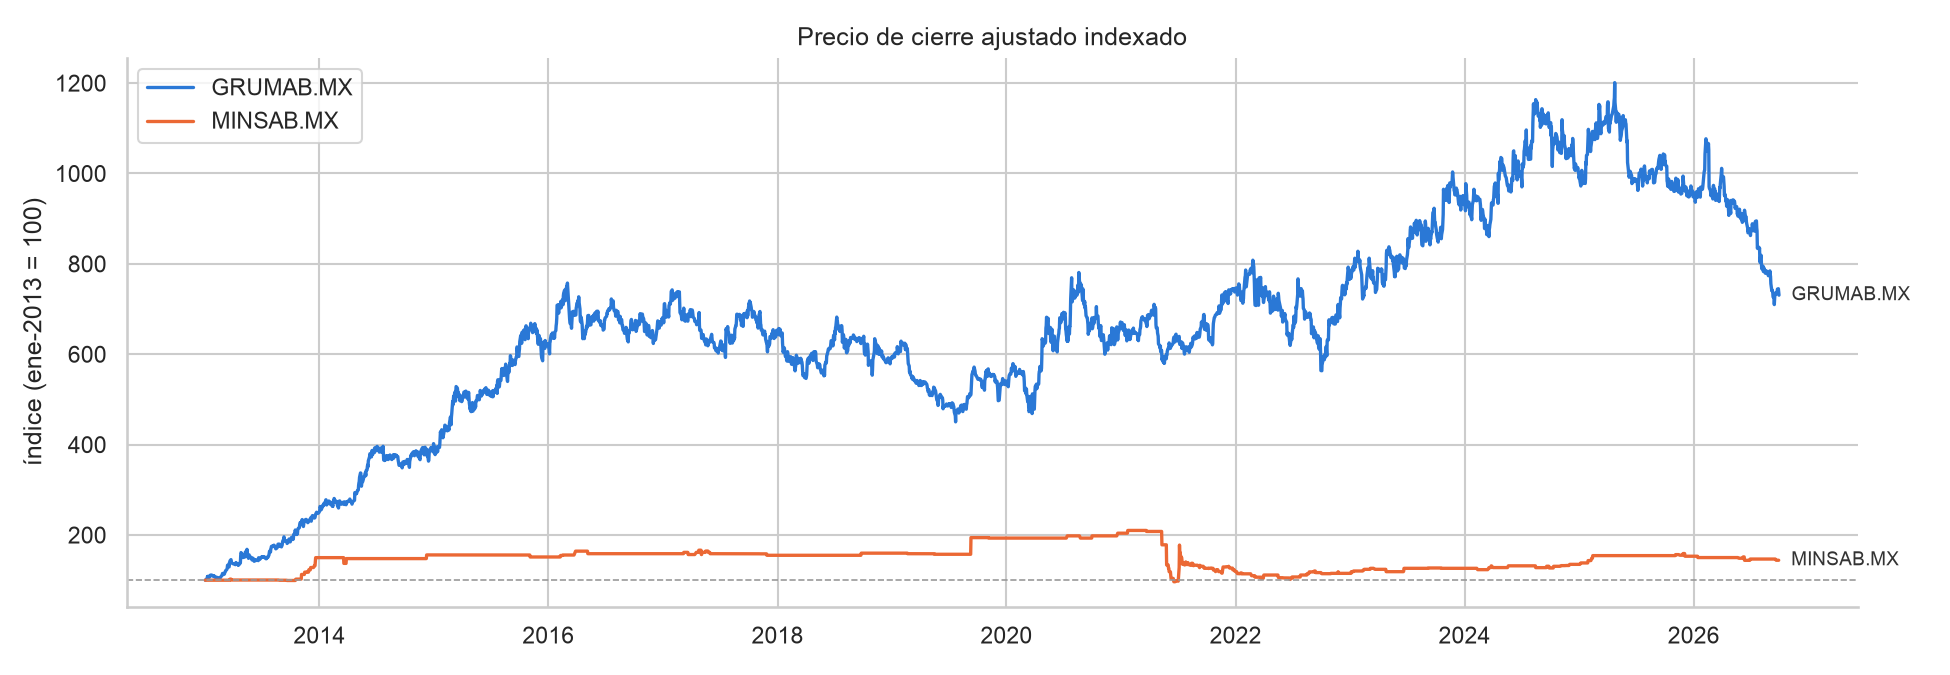 Precio de cierre ajustado indexado
GRUMAB.MX
MINSAB.MX
índice (ene-2013 = 100)
1200
1000
800
600
400
200
GRUMAB.MX
MINSAB.MX
2014 2016 2018 2020 2022 2024 2026